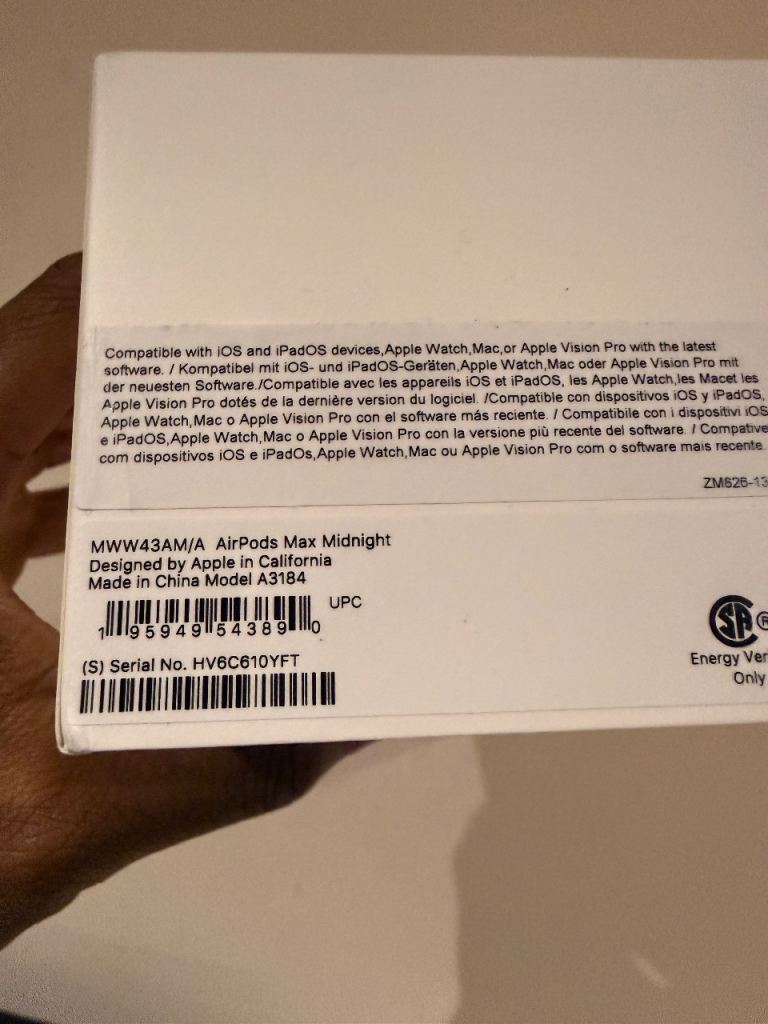 Compatible with iOS and iPadOS devices,Apple Watch,Mac,or Apple Vision Pro with the latest
software. / Kompatibel mit iOS- und iPadOS-Geräten,Apple Watch,Mac oder Apple Vision Pro mit
der neuesten Software./Compatible avec les appareils iOS et iPadOS, les Apple Watch,les Macet les
Apple Vision Pro dotés de la dernière version du logiciel. /Compatible con dispositivos iOS y iPadOS,
Apple Watch,Mac o Apple Vision Pro con el software más reciente. / Compatibile con i dispositivi iOS
e iPadOS,Apple Watch,Mac o Apple Vision Pro con la versione più recente del software. / Compative
com dispositivos iOS e iPadOs,Apple Watch,Mac ou Apple Vision Pro com o software mais recente.
ZM626-13
MWW43AM/A AirPods Max Midnight
Designed by Apple in California
Made in China Model A3184
UPC
1 95949 54389 0
(S) Serial No. HV6C610YFT
SA ®
Energy Ver
Only